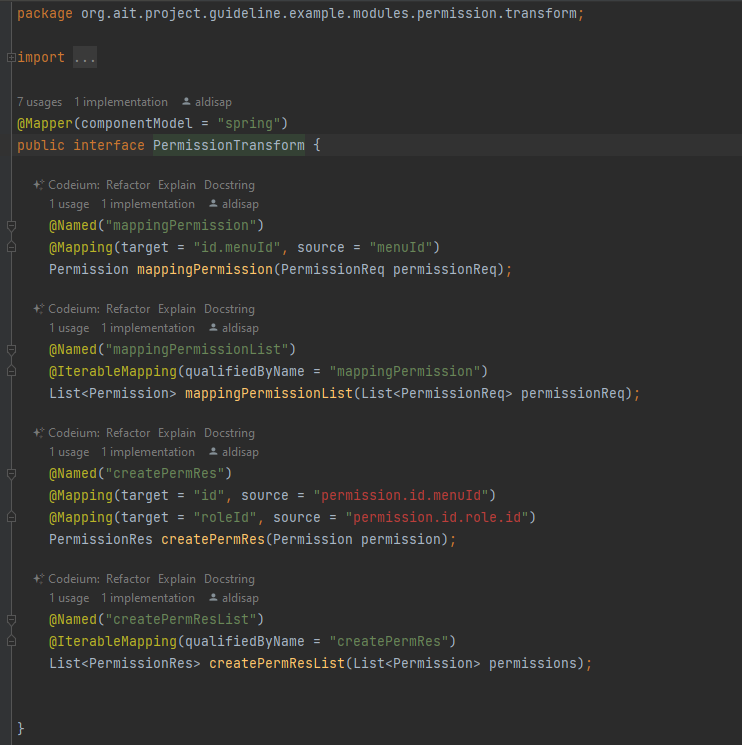 package org.ait.project.guideline.example.modules.permission.transform;
import ...
7 usages 1 implementation aldisap
@Mapper(componentModel = "spring")
public interface PermissionTransform {
Codeium: Refactor Explain Docstring
1 usage 1 implementation aldisap
@Named("mappingPermission")
@Mapping(target = "id.menuId", source = "menuId")
Permission mappingPermission(PermissionReq permissionReq);
Codeium: Refactor Explain Docstring
1 usage 1 implementation aldisap
@Named("mappingPermissionList")
@IterableMapping(qualifiedByName = "mappingPermission")
List<Permission> mappingPermissionList(List<PermissionReq> permissionReq);
Codeium: Refactor Explain Docstring
1 usage 1 implementation aldisap
@Named("createPermRes")
@Mapping(target = "id", source = "permission.id.menuId")
@Mapping(target = "roleId", source = "permission.id.role.id")
PermissionRes createPermRes(Permission permission);
Codeium: Refactor Explain Docstring
1 usage 1 implementation aldisap
@Named("createPermResList")
@IterableMapping(qualifiedByName = "createPermRes")
List<PermissionRes> createPermResList(List<Permission> permissions);
}